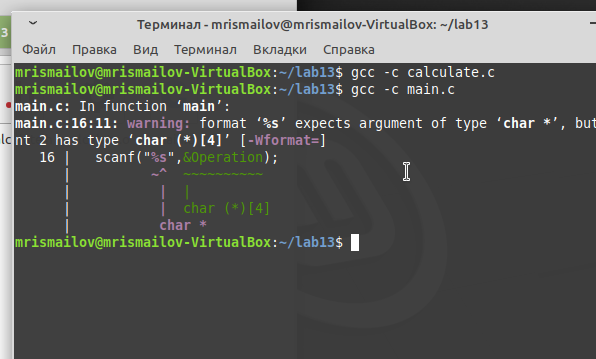 Терминал - mrismailov@mrismailov-VirtualBox: ~/lab13
Файл Правка Вид Терминал Вкладки Справка
mrismailov@mrismailov-VirtualBox:~/lab13$ gcc -c calculate.c
mrismailov@mrismailov-VirtualBox:~/lab13$ gcc -c main.c
main.c: In function ‘main’:
main.c:16:11: warning: format ‘%s’ expects argument of type ‘char *’, but
nt 2 has type ‘char (*)[4]’ [-Wformat=]
   16 |   scanf("%s",&Operation);
      |          ~^  ~~~~~~~~~~
      |           |  |
      |           |  char (*)[4]
      |           char *
mrismailov@mrismailov-VirtualBox:~/lab13$